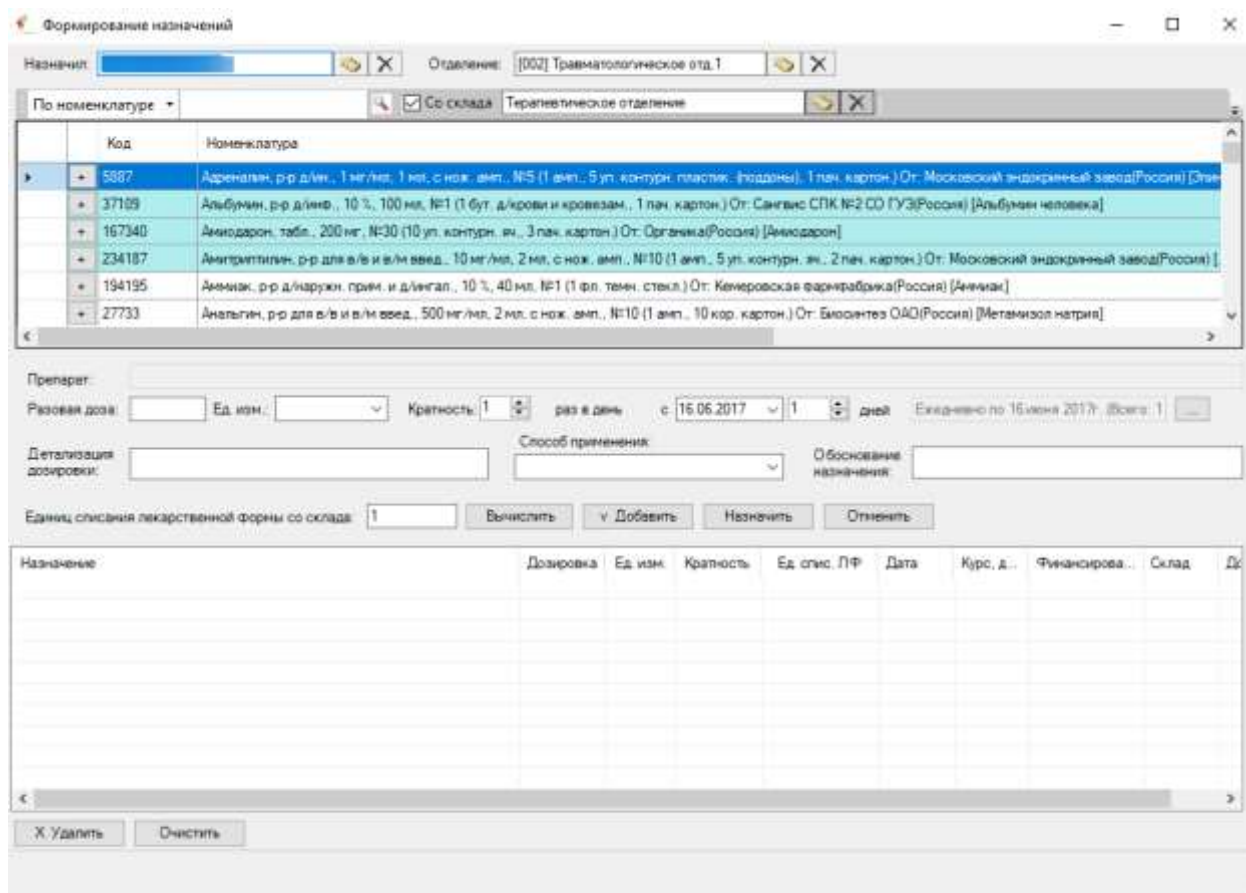 Формирование назначений
Назначил: Отделение: [002] Травматологическое отд.1
По номенклатуре Со склада Терапевтическое отделение
Код Номенклатура
+ 5887 Адреналин, р-р д/ин., 1 мг/мл, 1 мл, с нож. амп., №5 (1 амп., 5 уп. контурн. пластик. (поддоны), 1 пач. картон.) От: Московский эндокринный завод(Россия) [Эпин
+ 37109 Альбумин, р-р д/инф., 10 %, 100 мл, №1 (1 бут. д/крови и кровезам., 1 пач. картон.) От: Сангвис СПК №2 СО ГУЗ(Россия) [Альбумин человека]
+ 167340 Амиодарон, табл., 200 мг, №30 (10 уп. контурн. яч., 3 пач. картон.) От: Органика(Россия) [Амиодарон]
+ 234187 Амитриптилин, р-р для в/в и в/м введ., 10 мг/мл, 2 мл, с нож. амп., №10 (1 амп., 5 уп. контурн. яч., 2 пач. картон.) От: Московский эндокринный завод(Россия) [
+ 194195 Аммиак, р-р д/наружн. прим. и д/ингал., 10 %, 40 мл, №1 (1 фл. темн. стекл.) От: Кемеровская фармфабрика(Россия) [Аммиак]
+ 27733 Анальгин, р-р для в/в и в/м введ., 500 мг/мл, 2 мл, с нож. амп., №10 (1 амп., 10 кор. картон.) От: Биосинтез ОАО(Россия) [Метамизол натрия]
Препарат:
Разовая доза: Ед. изм.: Кратность: 1 раз в день с 16.06.2017 1 дней Ежедневно по 16 июня 2017г. (Всего: 1 ...
Детализация дозировки: Способ применения: Обоснование назначения:
Единиц списания лекарственной формы со склада: 1 Вычислить v Добавить Назначить Отменить
Назначение Дозировка Ед. изм. Кратность Ед. спис. ЛФ Дата Курс, д... Финансирова... Склад До
X Удалить Очистить